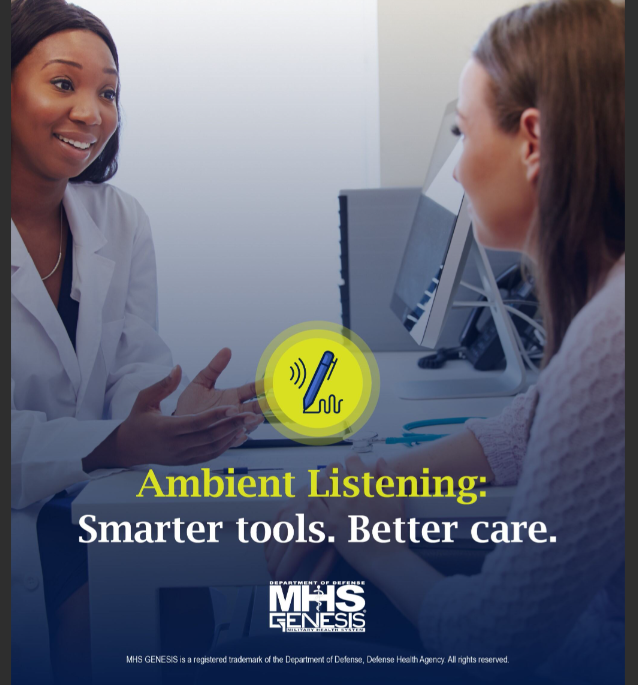 Ambient Listening:
Smarter tools. Better care.
DEPARTMENT OF DEFENSE
MHS
GENESIS
MILITARY HEALTH SYSTEM
MHS GENESIS is a registered trademark of the Department of Defense, Defense Health Agency. All rights reserved.